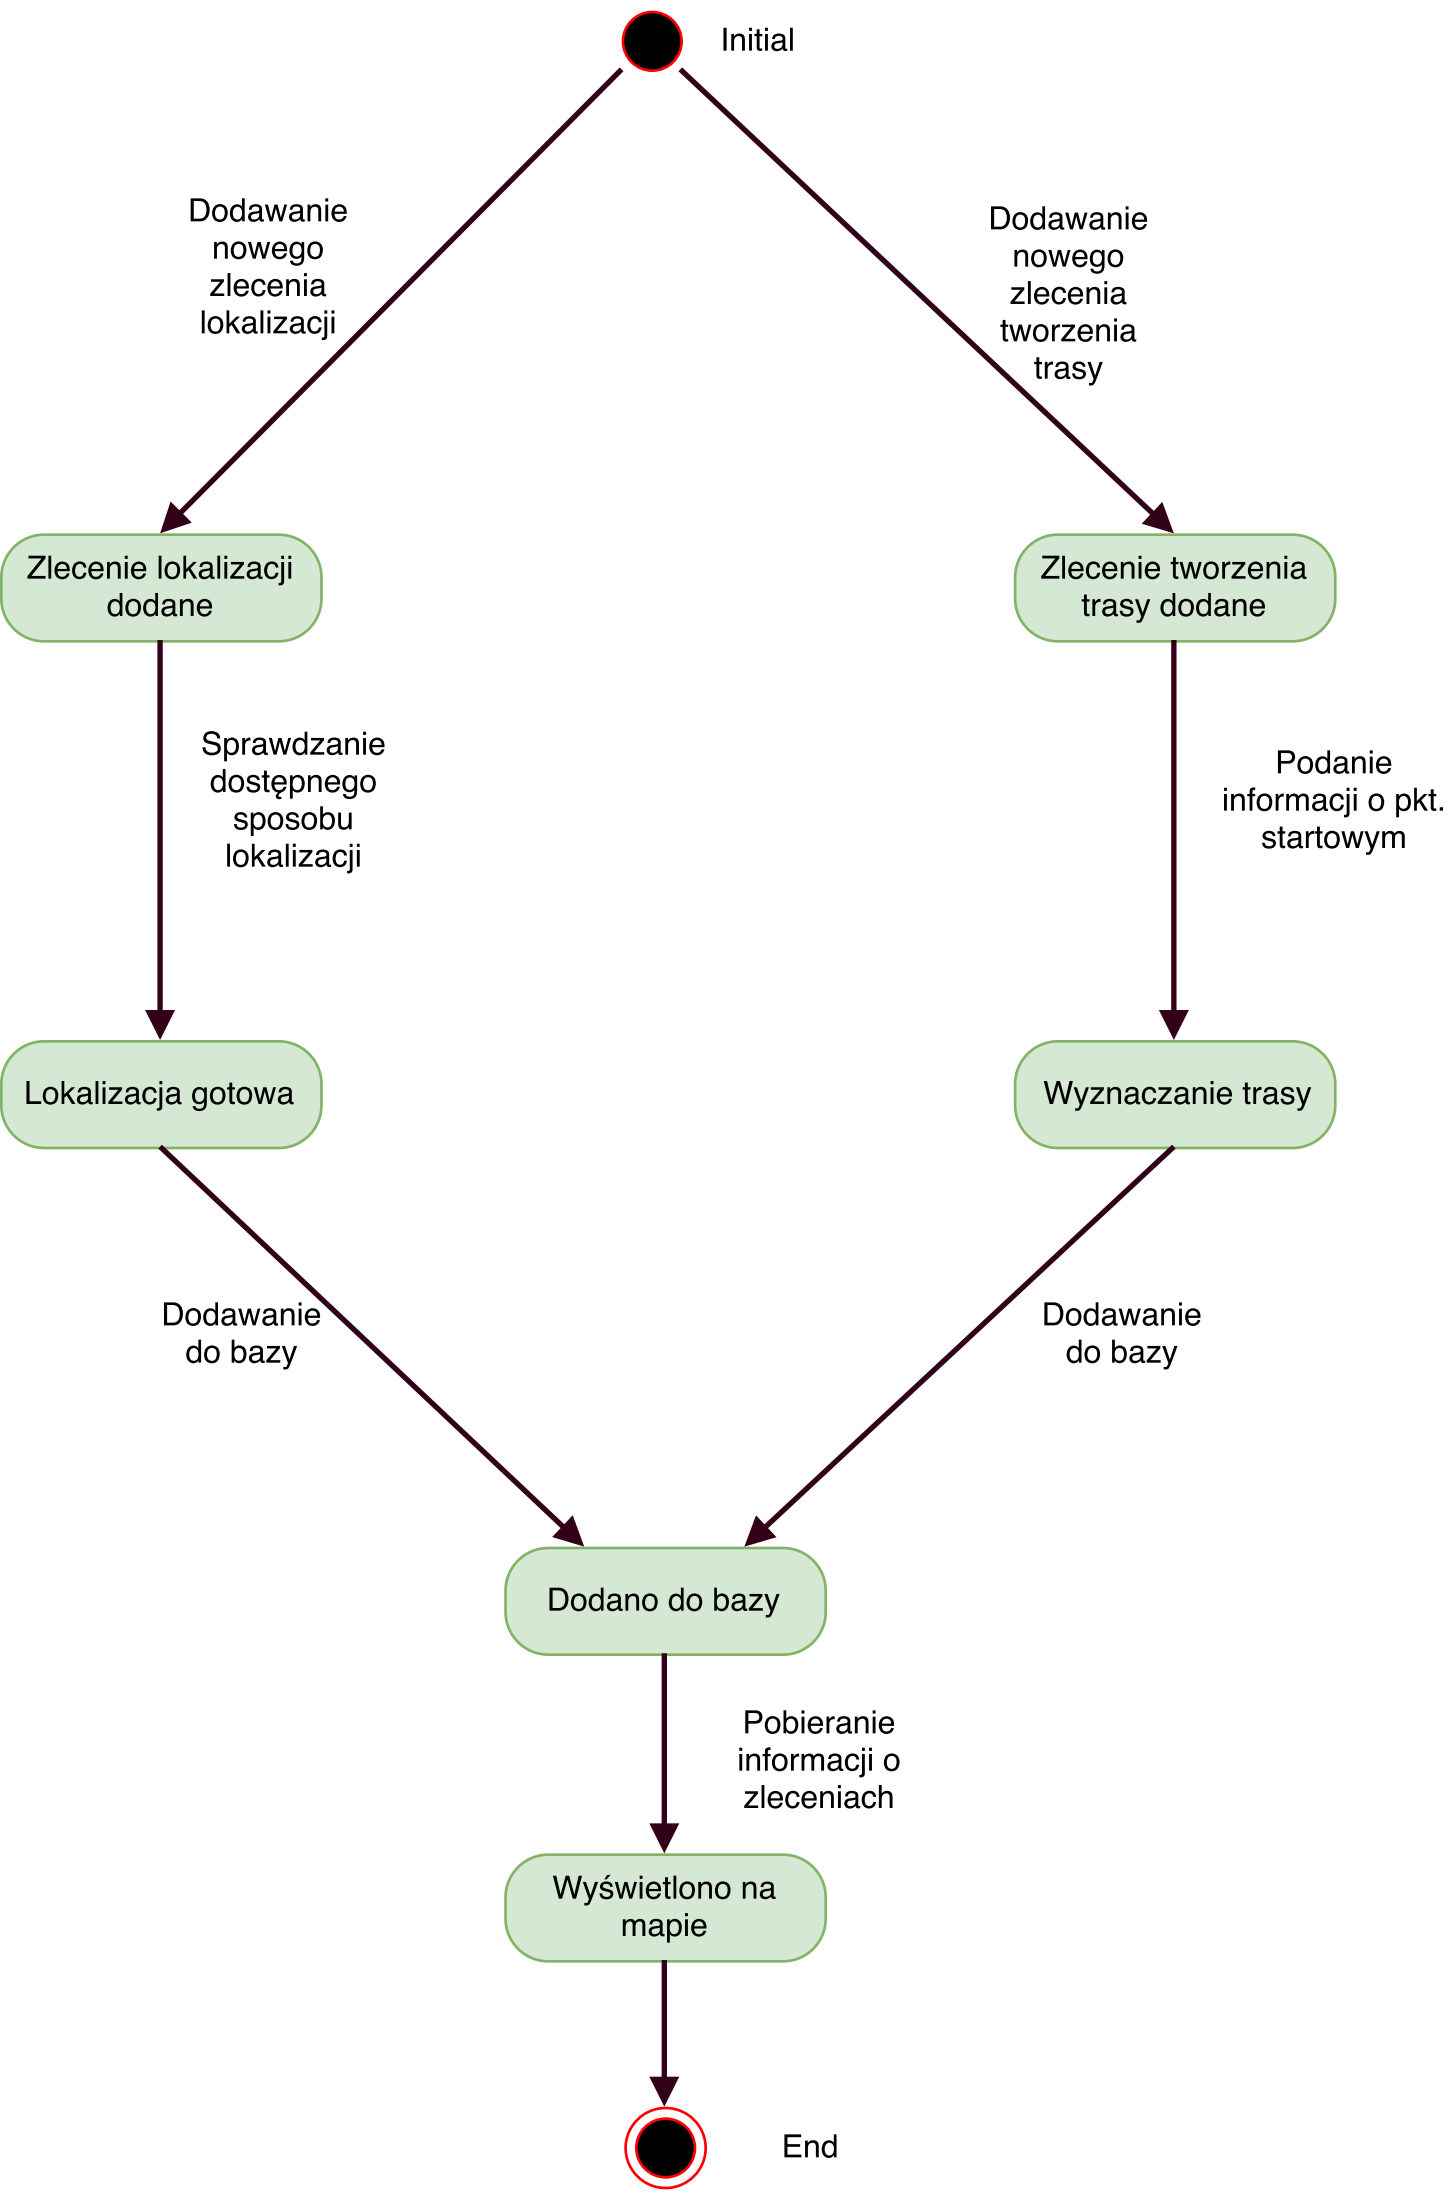 Initial
Dodawanie
nowego
zlecenia
lokalizacji
Dodawanie
nowego
zlecenia
tworzenia
trasy
Zlecenie lokalizacji
dodane
Zlecenie tworzenia
trasy dodane
Sprawdzanie
dostępnego
sposobu
lokalizacji
Podanie
informacji o pkt.
startowym
Lokalizacja gotowa
Wyznaczanie trasy
Dodawanie
do bazy
Dodawanie
do bazy
Dodano do bazy
Pobieranie
informacji o
zleceniach
Wyświetlono na
mapie
End